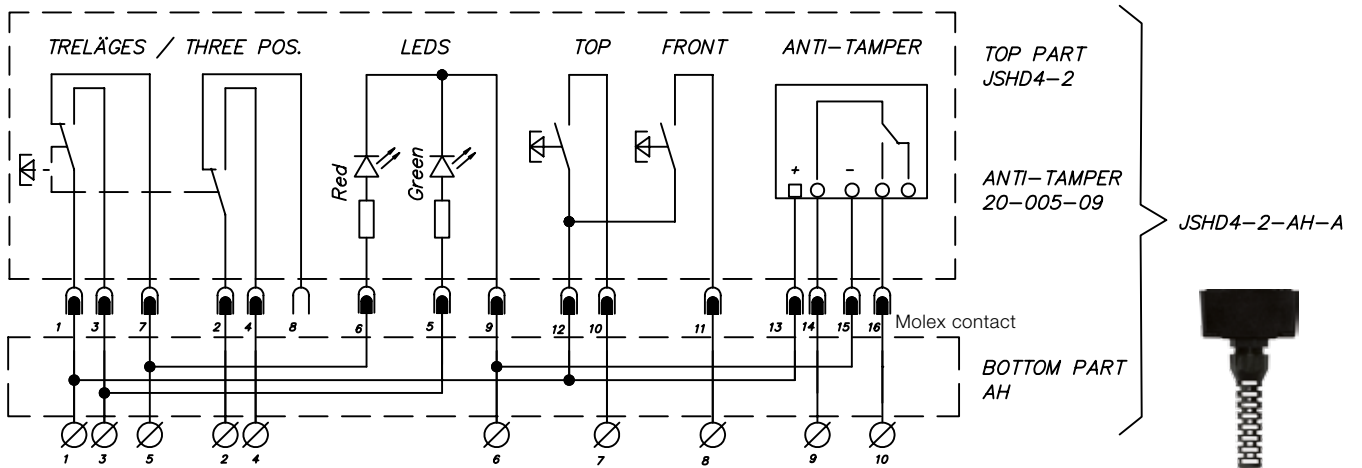 TRELÄGES / THREE POS.
LEDS
TOP
FRONT
ANTI-TAMPER
TOP PART
JSHD4-2
Red
Green
+
-
ANTI-TAMPER
20-005-09
JSHD4-2-AH-A
1 3 7 2 4 8 6 5 9 12 10 11 13 14 15 16
Molex contact
BOTTOM PART
AH
1 3 5 2 4 6 7 8 9 10